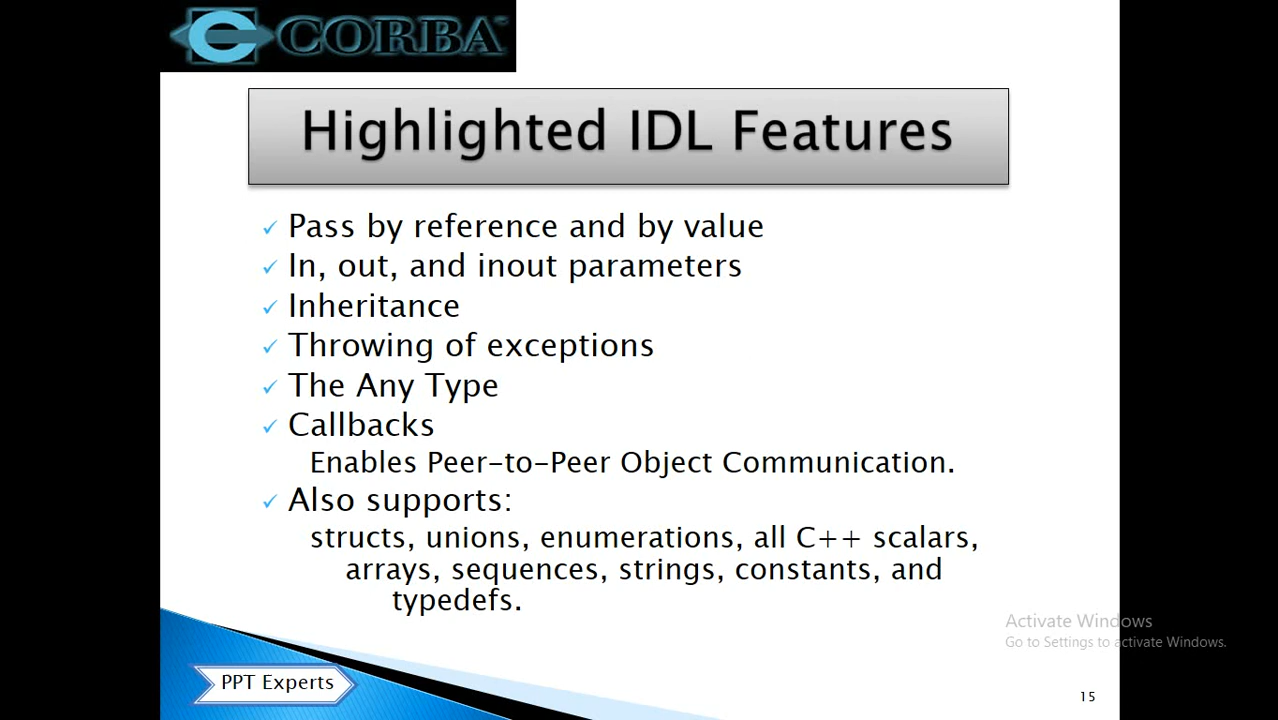 CORBA™
Highlighted IDL Features
✓ Pass by reference and by value
✓ In, out, and inout parameters
✓ Inheritance
✓ Throwing of exceptions
✓ The Any Type
✓ Callbacks
Enables Peer-to-Peer Object Communication.
✓ Also supports:
structs, unions, enumerations, all C++ scalars,
arrays, sequences, strings, constants, and
typedefs.
Activate Windows
Go to Settings to activate Windows.
PPT Experts
15